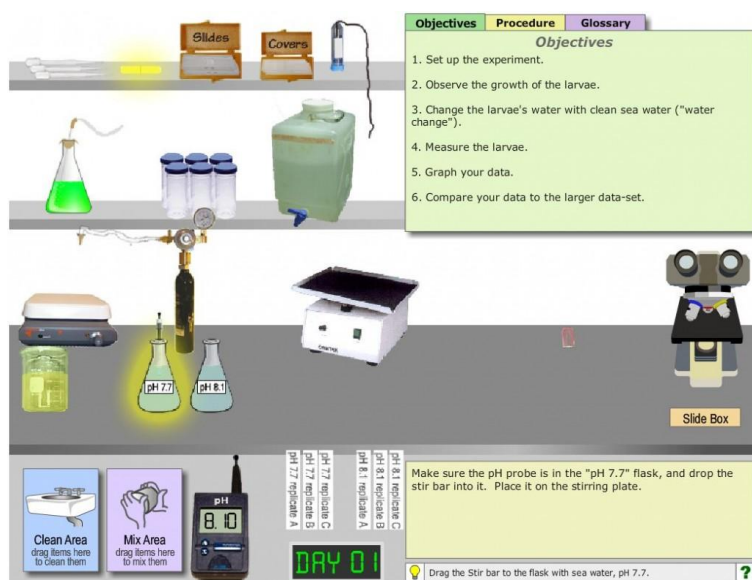 Slides
Covers
Objectives
Procedure
Glossary
Objectives
1. Set up the experiment.
2. Observe the growth of the larvae.
3. Change the larvae's water with clean sea water ("water
change").
4. Measure the larvae.
5. Graph your data.
6. Compare your data to the larger data-set.
pH 7.7
pH 8.1
Slide Box
Clean Area
drag items here
to clean them
Mix Area
drag items here
to mix them
pH
8.10
pH 7.7 replicate A
pH 7.7 replicate B
pH 7.7 replicate C
pH 8.1 replicate A
pH 8.1 replicate B
pH 8.1 replicate C
DAY 01
Make sure the pH probe is in the "pH 7.7" flask, and drop the
stir bar into it. Place it on the stirring plate.
Drag the Stir bar to the flask with sea water, pH 7.7.
?